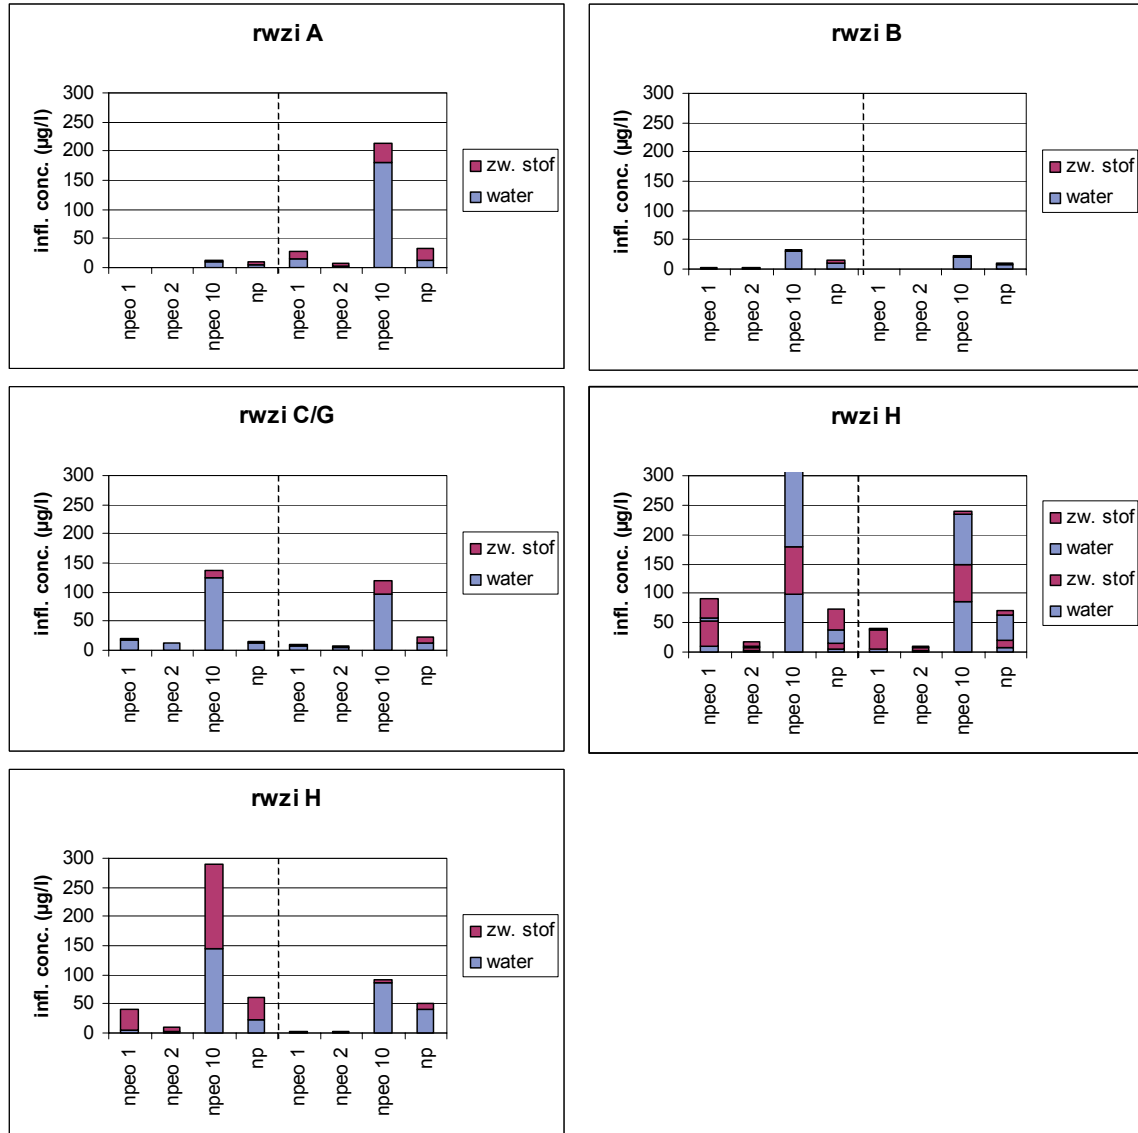 rwzi A
infl. conc. (µg/l)
300
250
200
150
100
50
0
npeo 1
npeo 2
npeo 10
np
npeo 1
npeo 2
npeo 10
np
zw. stof
water
rwzi B
infl. conc. (µg/l)
300
250
200
150
100
50
0
npeo 1
npeo 2
npeo 10
np
npeo 1
npeo 2
npeo 10
np
zw. stof
water
rwzi C/G
infl. conc. (µg/l)
300
250
200
150
100
50
0
npeo 1
npeo 2
npeo 10
np
npeo 1
npeo 2
npeo 10
np
zw. stof
water
rwzi H
infl. conc. (µg/l)
300
250
200
150
100
50
0
npeo 1
npeo 2
npeo 10
np
npeo 1
npeo 2
npeo 10
np
zw. stof
water
zw. stof
water
rwzi H
infl. conc. (µg/l)
300
250
200
150
100
50
0
npeo 1
npeo 2
npeo 10
np
npeo 1
npeo 2
npeo 10
np
zw. stof
water